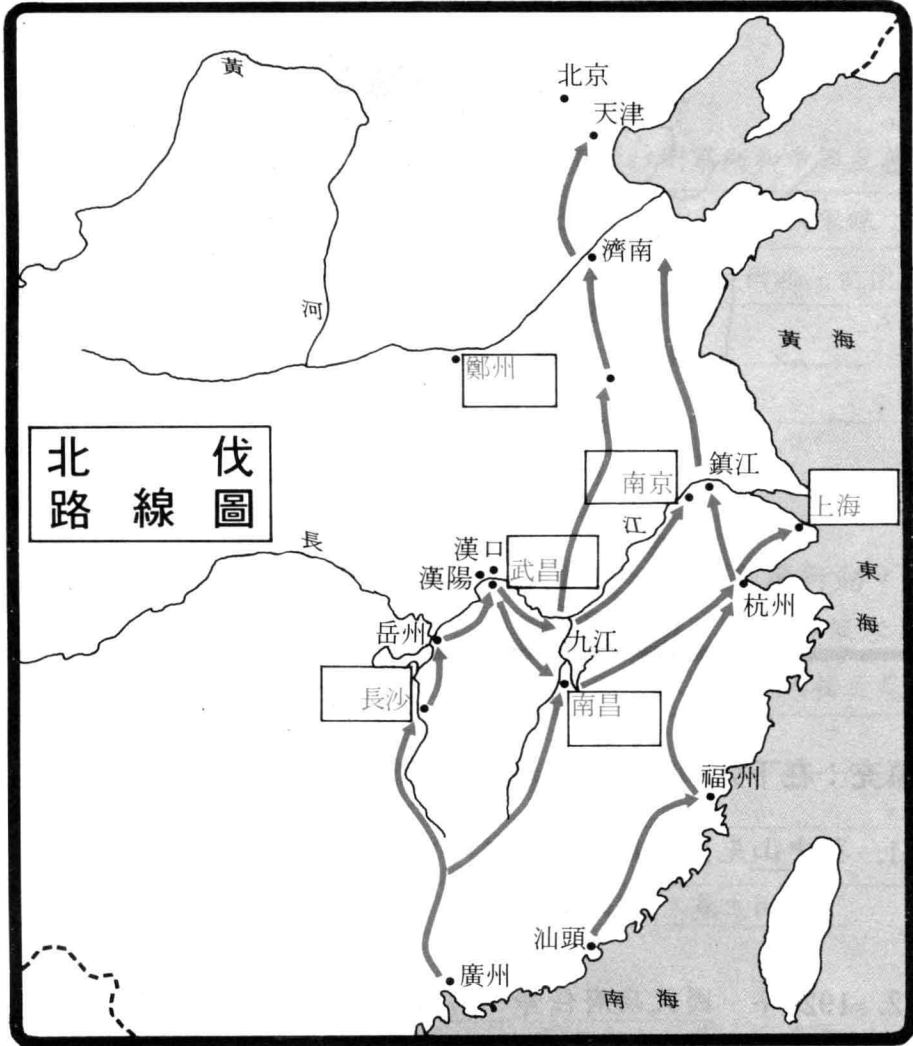 北伐
路線圖
黃
河
北京
天津
濟南
黃海
鄭州
南京
鎮江
上海
江
長
漢口
漢陽
武昌
東海
杭州
岳州
九江
長沙
南昌
福州
汕頭
廣州
南海